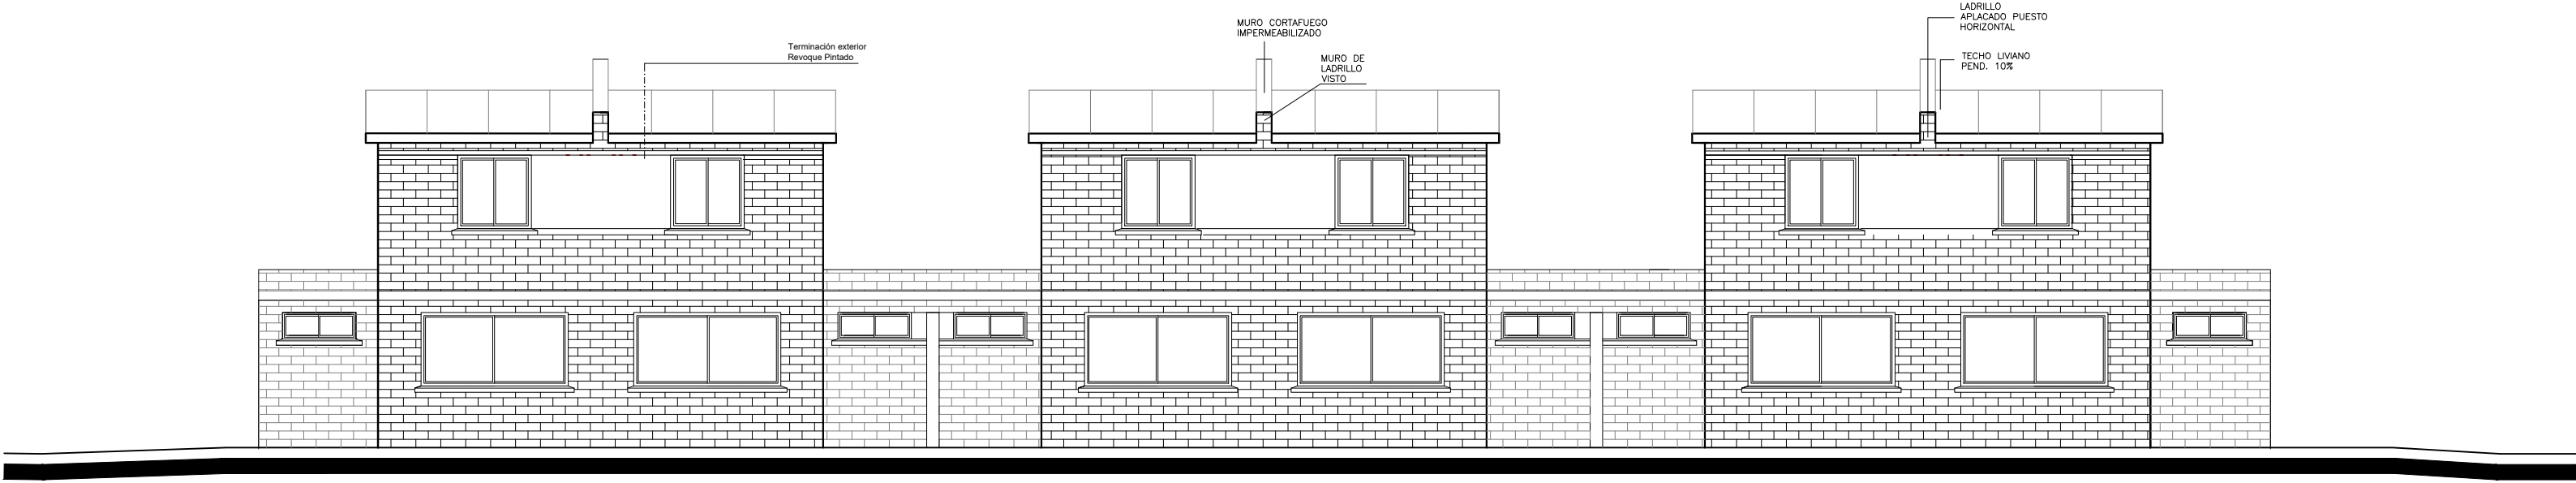 Terminación exterior
Revoque Pintado
MURO CORTAFUEGO
IMPERMEABILIZADO
MURO DE
LADRILLO
VISTO
LADRILLO
APLACADO PUESTO
HORIZONTAL
TECHO LIVIANO
PEND. 10%